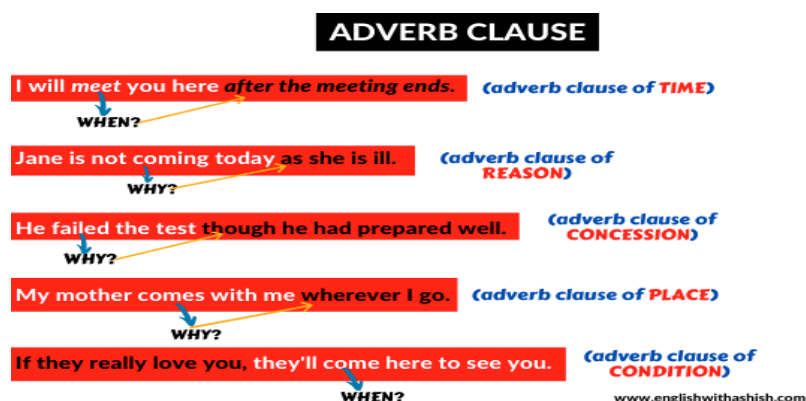 ADVERB CLAUSE
I will meet you here after the meeting ends. (adverb clause of TIME)
WHEN?
Jane is not coming today as she is ill. (adverb clause of
REASON)
WHY?
He failed the test though he had prepared well. (adverb clause of
CONCESSION)
WHY?
My mother comes with me wherever I go. (adverb clause of PLACE)
WHY?
If they really love you, they'll come here to see you. (adverb clause of
CONDITION)
WHEN?
www.englishwithashish.com